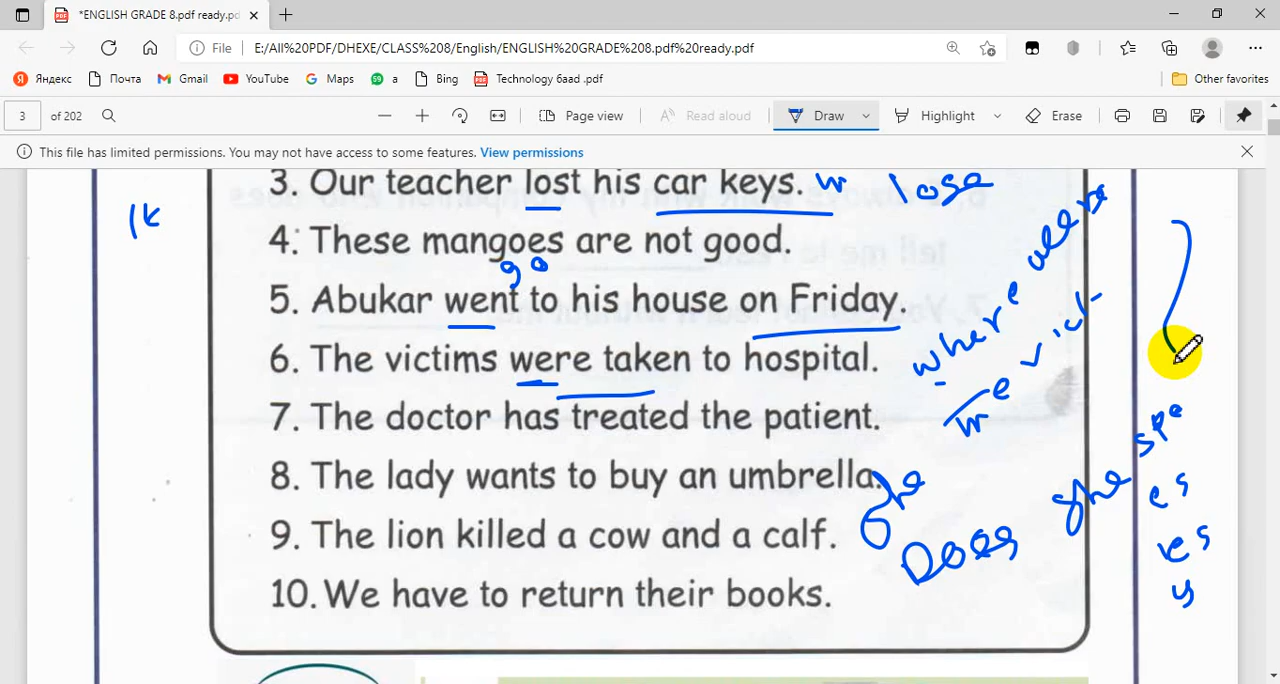 *ENGLISH GRADE 8.pdf ready.pd
File E:/All%20PDF/DHEXE/CLASS%208/English/ENGLISH%20GRADE%208.pdf%20ready.pdf
Яндекс Почта Gmail YouTube Maps a Bing Technology baad .pdf Other favorites
3 of 202 Page view Read aloud Draw Highlight Erase
This file has limited permissions. You may not have access to some features. View permissions
3. Our teacher lost his car keys. lose
4. These mangoes are not good.
go
5. Abukar went to his house on Friday.
6. The victims were taken to hospital. where
7. The doctor has treated the patient.
8. The lady wants to buy an umbrella. she
9. The lion killed a cow and a calf. Does she
10. We have to return their books.